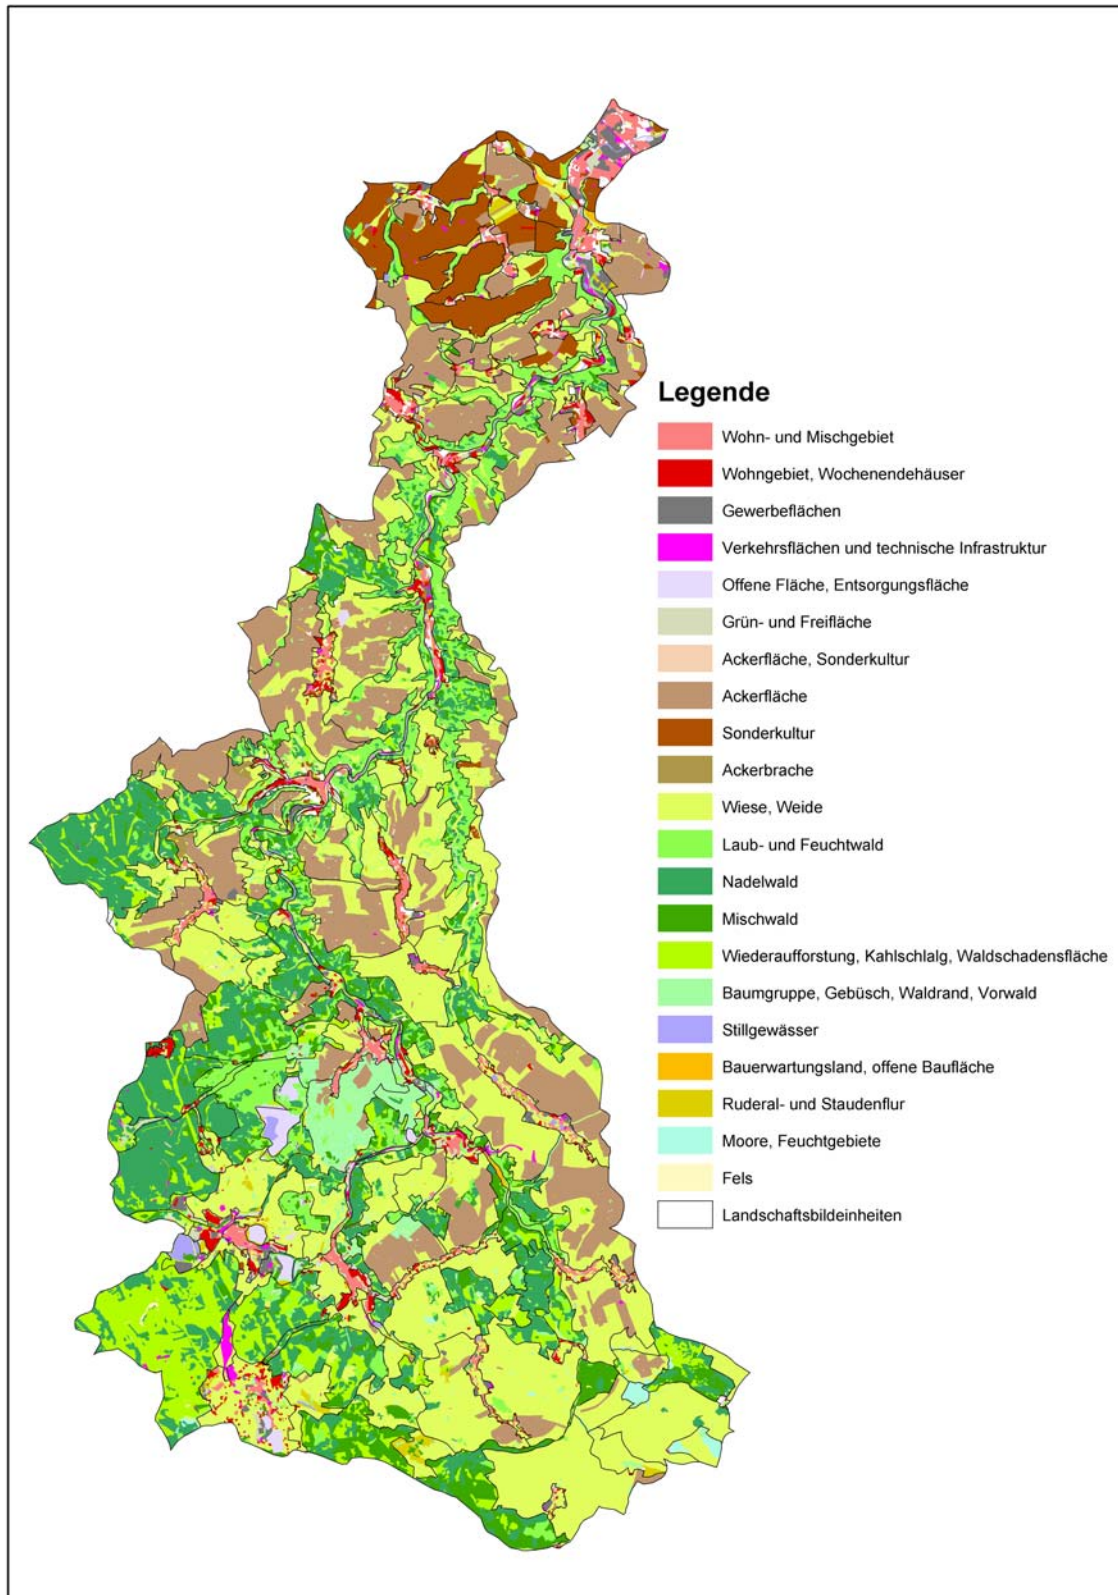 Legende
Wohn- und Mischgebiet
Wohngebiet, Wochenendehäuser
Gewerbeflächen
Verkehrsflächen und technische Infrastruktur
Offene Fläche, Entsorgungsfläche
Grün- und Freifläche
Ackerfläche, Sonderkultur
Ackerfläche
Sonderkultur
Ackerbrache
Wiese, Weide
Laub- und Feuchtwald
Nadelwald
Mischwald
Wiederaufforstung, Kahlschlalg, Waldschadensfläche
Baumgruppe, Gebüsch, Waldrand, Vorwald
Stillgewässer
Bauerwartungsland, offene Baufläche
Ruderal- und Staudenflur
Moore, Feuchtgebiete
Fels
Landschaftsbildeinheiten